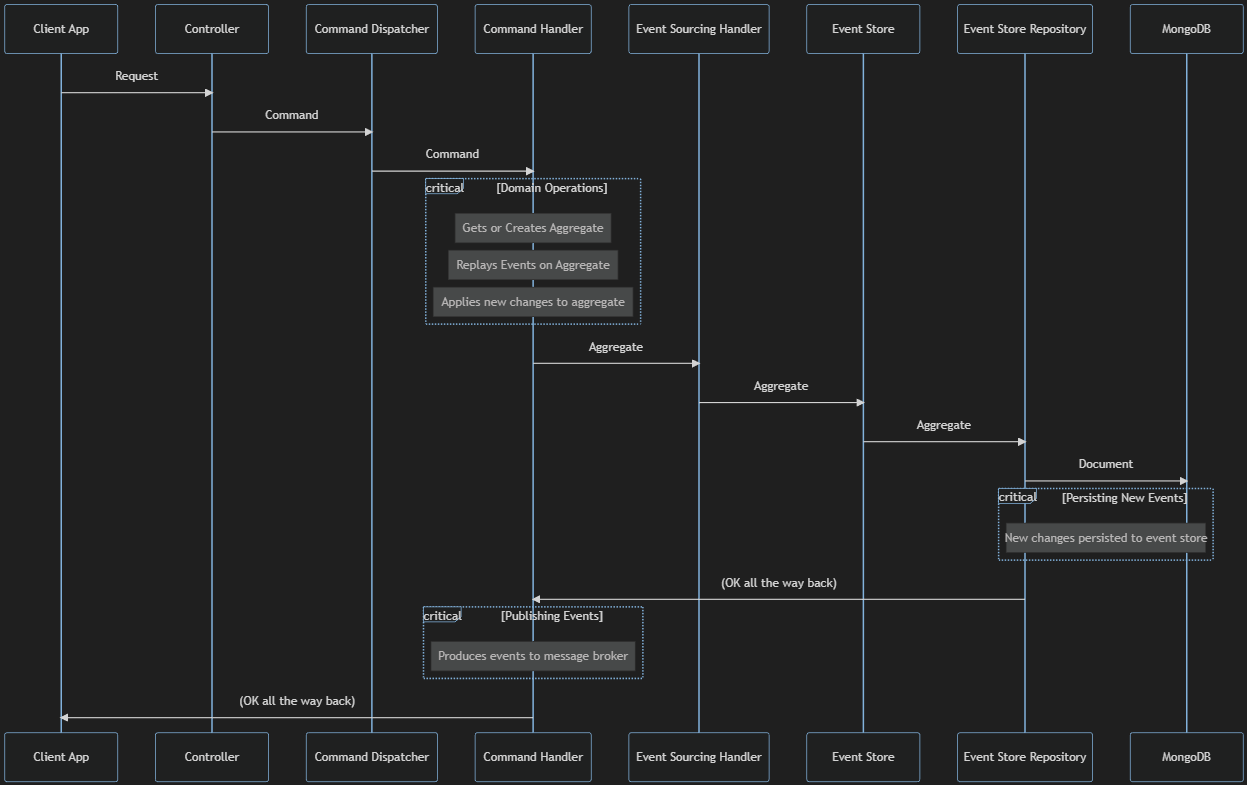 Client App
Controller
Command Dispatcher
Command Handler
Event Sourcing Handler
Event Store
Event Store Repository
MongoDB
Request
Command
Command
critical
[Domain Operations]
Gets or Creates Aggregate
Replays Events on Aggregate
Applies new changes to aggregate
Aggregate
Aggregate
Aggregate
Document
critical
[Persisting New Events]
New changes persisted to event store
(OK all the way back)
critical
[Publishing Events]
Produces events to message broker
(OK all the way back)
Client App
Controller
Command Dispatcher
Command Handler
Event Sourcing Handler
Event Store
Event Store Repository
MongoDB